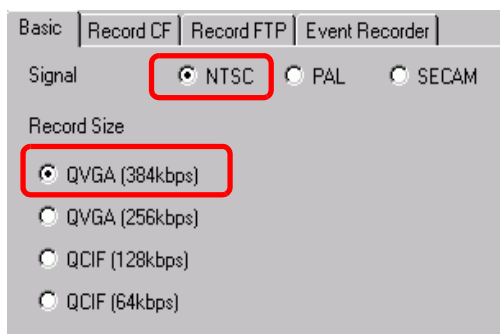 Basic Record CF Record FTP Event Recorder
Signal NTSC PAL SECAM
Record Size
QVGA (384kbps)
QVGA (256kbps)
QCIF (128kbps)
QCIF (64kbps)